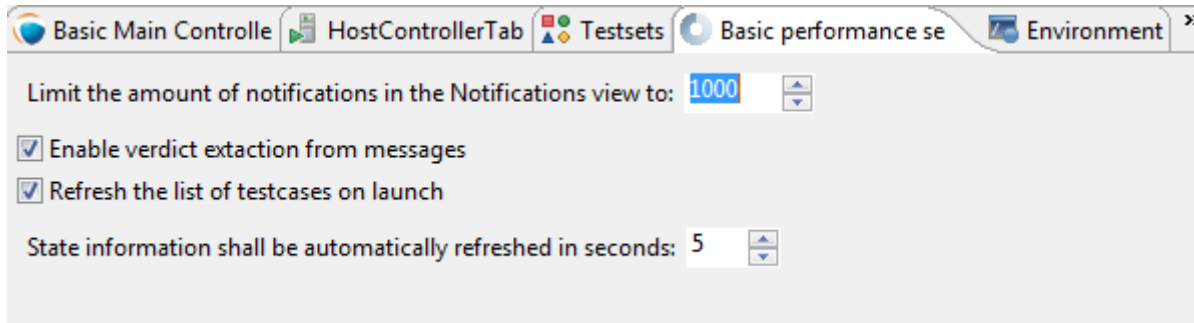 Basic Main Controlle HostControllerTab Testsets Basic performance se Environment »
Limit the amount of notifications in the Notifications view to: 1000
Enable verdict extaction from messages
Refresh the list of testcases on launch
State information shall be automatically refreshed in seconds: 5